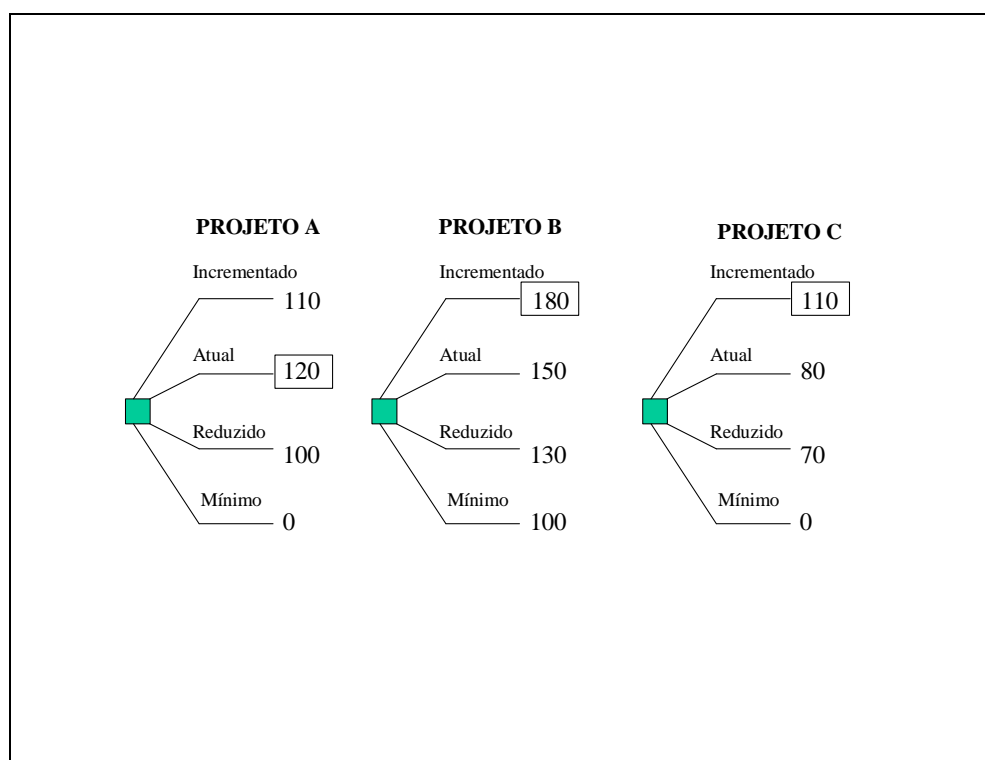 PROJETO A
Incrementado
110
Atual
120
Reduzido
100
Mínimo
0
PROJETO B
Incrementado
180
Atual
150
Reduzido
130
Mínimo
100
PROJETO C
Incrementado
110
Atual
80
Reduzido
70
Mínimo
0